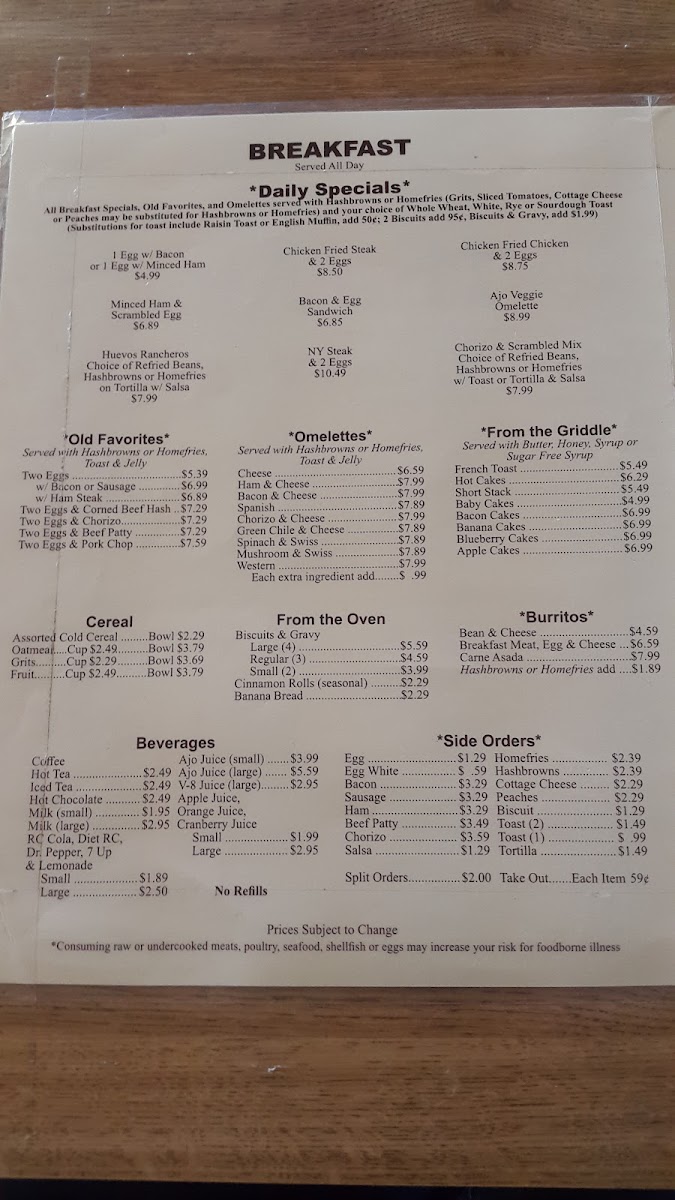 BREAKFAST
Served All Day
*Daily Specials*
All Breakfast Specials, Old Favorites, and Omelettes served with Hashbrowns or Homefries (Grits, Sliced Tomatoes, Cottage Cheese
or Peaches may be substituted for Hashbrowns or Homefries) and your choice of Whole Wheat, White, Rye or Sourdough Toast
(Substitutions for toast include Raisin Toast or English Muffin, add 50¢; 2 Biscuits add 95¢, Biscuits & Gravy, add $1.99)
1 Egg w/ Bacon
or 1 Egg w/ Minced Ham
$4.99
Chicken Fried Steak
& 2 Eggs
$8.50
Chicken Fried Chicken
& 2 Eggs
$8.75
Minced Ham &
Scrambled Egg
$6.89
Bacon & Egg
Sandwich
$6.85
Ajo Veggie
Omelette
$8.99
Huevos Rancheros
Choice of Refried Beans,
Hashbrowns or Homefries
on Tortilla w/ Salsa
$7.99
NY Steak
& 2 Eggs
$10.49
Chorizo & Scrambled Mix
Choice of Refried Beans,
Hashbrowns or Homefries
w/ Toast or Tortilla & Salsa
$7.99
*Old Favorites*
Served with Hashbrowns or Homefries,
Toast & Jelly
Two Eggs ............................$5.39
w/ Bacon or Sausage ...........$6.99
w/ Ham Steak ....................$6.89
Two Eggs & Corned Beef Hash ..$7.29
Two Eggs & Chorizo...............$7.29
Two Eggs & Beef Patty ............$7.29
Two Eggs & Pork Chop ............$7.59
*Omelettes*
Served with Hashbrowns or Homefries,
Toast & Jelly
Cheese ...............................$6.59
Ham & Cheese .......................$7.99
Bacon & Cheese .....................$7.99
Spanish ..............................$7.89
Chorizo & Cheese ...................$7.99
Green Chile & Cheese ..............$7.89
Spinach & Swiss .....................$7.89
Mushroom & Swiss ..................$7.89
Western ..............................$7.99
Each extra ingredient add........$ .99
*From the Griddle*
Served with Butter, Honey, Syrup or
Sugar Free Syrup
French Toast .........................$5.49
Hot Cakes ............................$6.29
Short Stack ...........................$5.49
Baby Cakes ...........................$4.99
Bacon Cakes .........................$6.99
Banana Cakes ........................$6.99
Blueberry Cakes .....................$6.99
Apple Cakes .........................$6.99
Cereal
Assorted Cold Cereal .........Bowl $2.29
Oatmeal.....Cup $2.49.........Bowl $3.79
Grits..........Cup $2.29.........Bowl $3.69
Fruit..........Cup $2.49.........Bowl $3.79
From the Oven
Biscuits & Gravy
Large (4) .............................$5.59
Regular (3) ..........................$4.59
Small (2) .............................$3.99
Cinnamon Rolls (seasonal) .........$2.29
Banana Bread ........................$2.29
*Burritos*
Bean & Cheese .......................$4.59
Breakfast Meat, Egg & Cheese ...$6.59
Carne Asada .........................$7.99
Hashbrowns or Homefries add ....$1.89
Beverages
Coffee
Hot Tea .................$2.49
Iced Tea .................$2.49
Hot Chocolate .........$2.49
Milk (small) ............$1.95
Milk (large) ............$2.95
RC Cola, Diet RC,
Dr. Pepper, 7 Up
& Lemonade
Small ....................$1.89
Large ....................$2.50
Ajo Juice (small) .......$3.99
Ajo Juice (large) .......$5.59
V-8 Juice (large)........$2.95
Apple Juice,
Orange Juice,
Cranberry Juice
Small ....................$1.99
Large ....................$2.95
No Refills
*Side Orders*
Egg .........................$1.29
Egg White ................$ .59
Bacon ......................$3.29
Sausage ....................$3.29
Ham .........................$3.29
Beef Patty .................$3.49
Chorizo ....................$3.59
Salsa ........................$1.29
Homefries ................$2.39
Hashbrowns .............$2.39
Cottage Cheese .........$2.29
Peaches ....................$2.29
Biscuit .....................$1.29
Toast (2) ...................$1.49
Toast (1) ...................$ .99
Tortilla .....................$1.49
Split Orders................$2.00
Take Out.......Each Item 59¢
Prices Subject to Change
*Consuming raw or undercooked meats, poultry, seafood, shellfish or eggs may increase your risk for foodborne illness